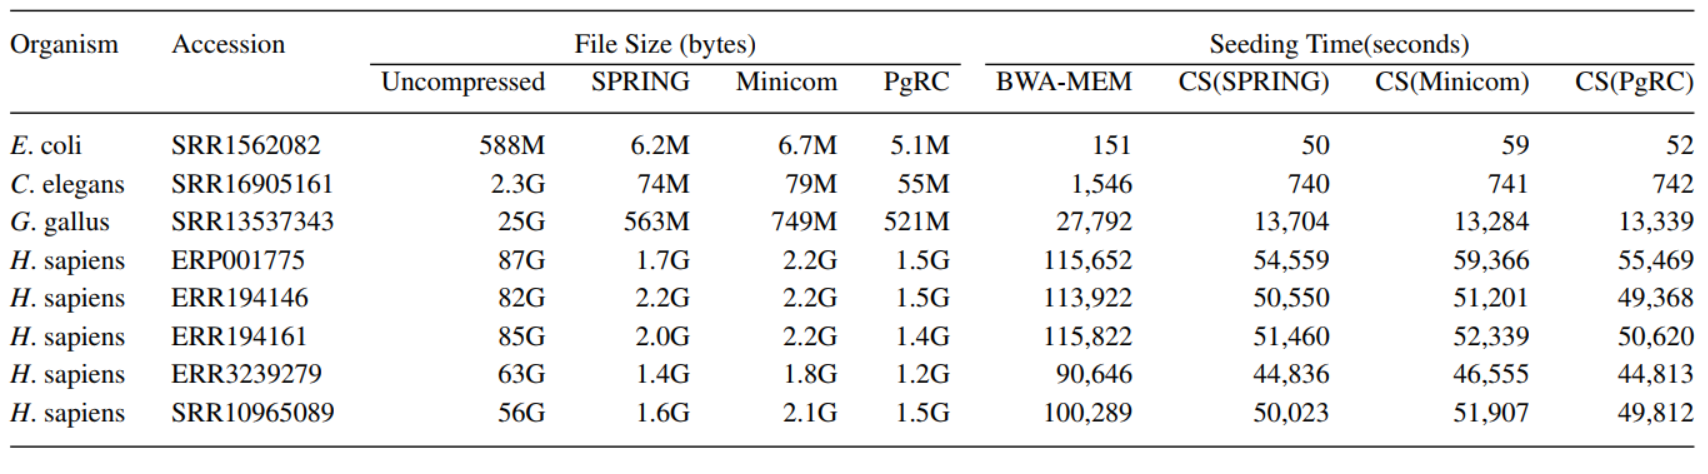 Organism Accession File Size (bytes) Seeding Time(seconds)
Uncompressed SPRING Minicom PgRC BWA-MEM CS(SPRING) CS(Minicom) CS(PgRC)
E. coli SRR1562082 588M 6.2M 6.7M 5.1M 151 50 59 52
C. elegans SRR16905161 2.3G 74M 79M 55M 1,546 740 741 742
G. gallus SRR13537343 25G 563M 749M 521M 27,792 13,704 13,284 13,339
H. sapiens ERP001775 87G 1.7G 2.2G 1.5G 115,652 54,559 59,366 55,469
H. sapiens ERR194146 82G 2.2G 2.2G 1.5G 113,922 50,550 51,201 49,368
H. sapiens ERR194161 85G 2.0G 2.2G 1.4G 115,822 51,460 52,339 50,620
H. sapiens ERR3239279 63G 1.4G 1.8G 1.2G 90,646 44,836 46,555 44,813
H. sapiens SRR10965089 56G 1.6G 2.1G 1.5G 100,289 50,023 51,907 49,812